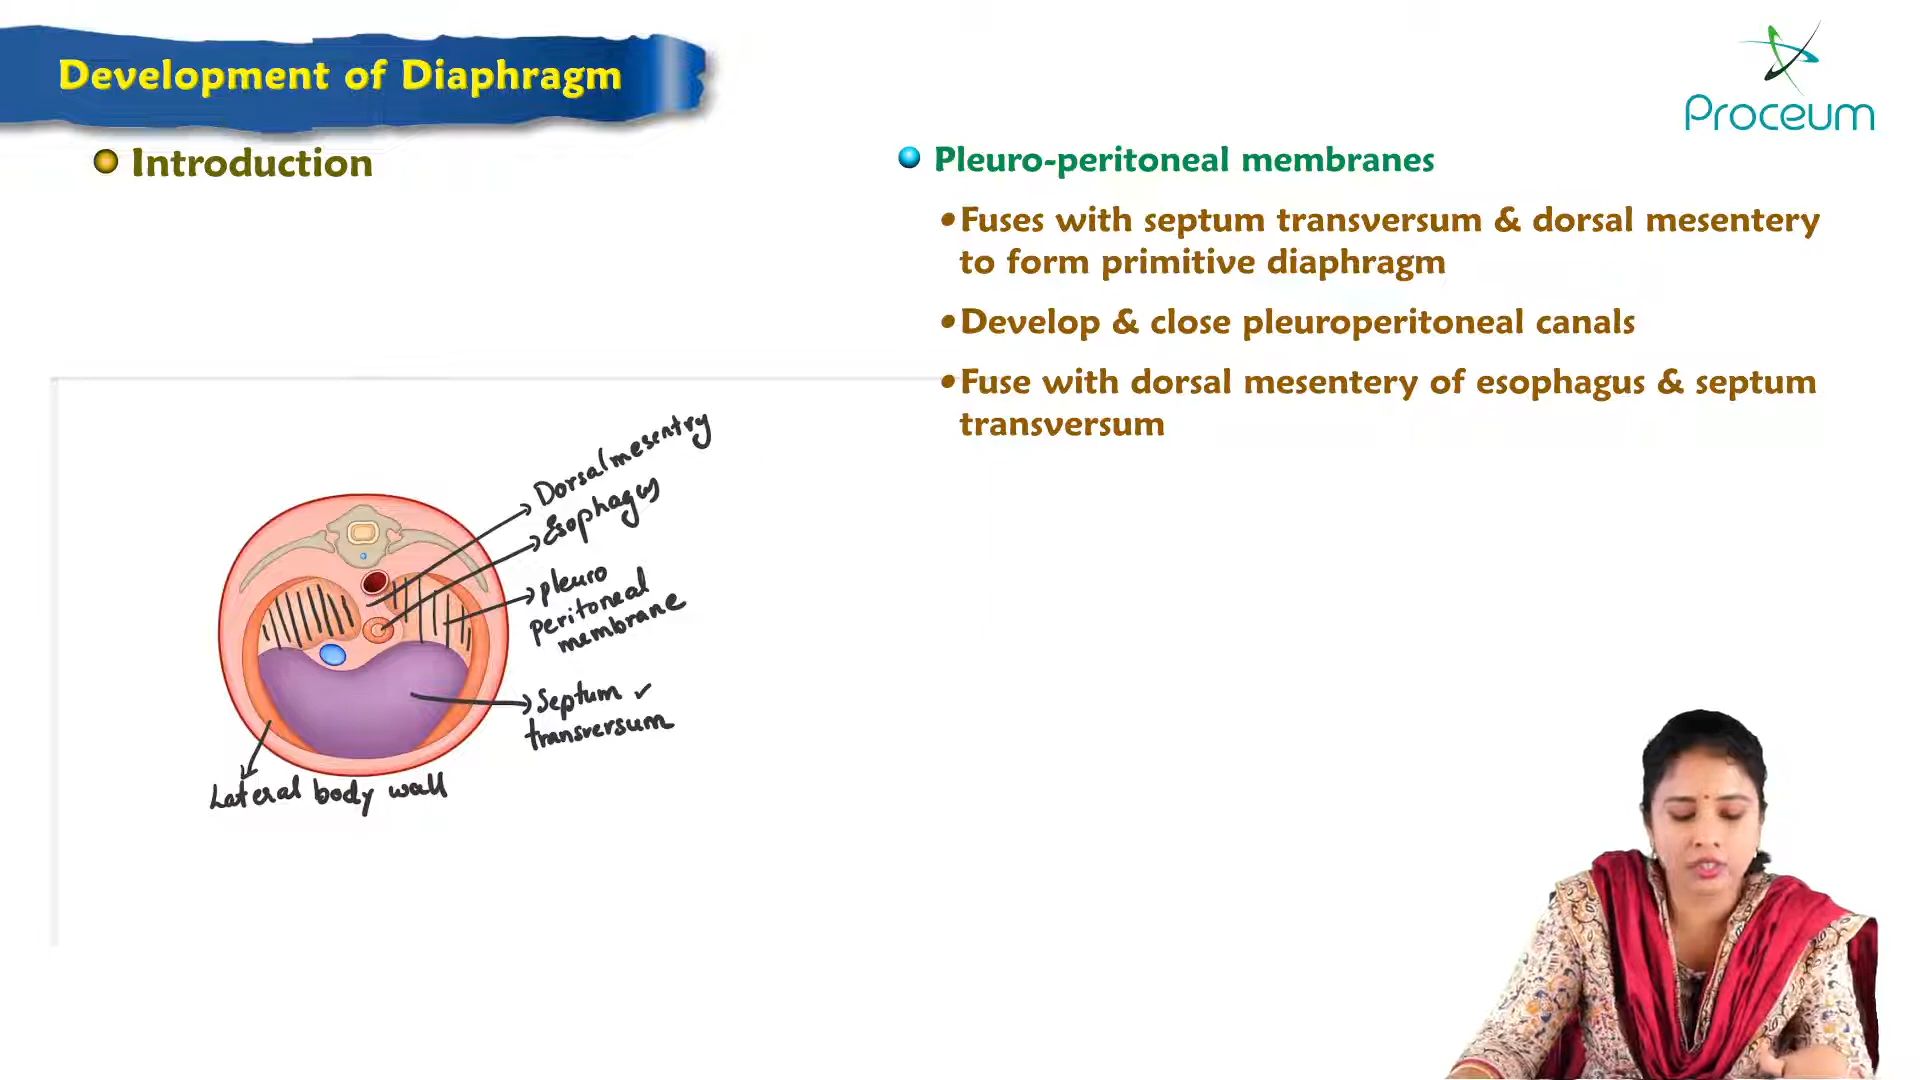 Development of Diaphragm
Proceum
Introduction
Pleuro-peritoneal membranes
•Fuses with septum transversum & dorsal mesentery
to form primitive diaphragm
•Develop & close pleuroperitoneal canals
•Fuse with dorsal mesentery of esophagus & septum
transversum
Dorsal mesentry
Esophagus
pleuro
peritoneal
membrane
Septum ✓
transversum
Lateral body wall